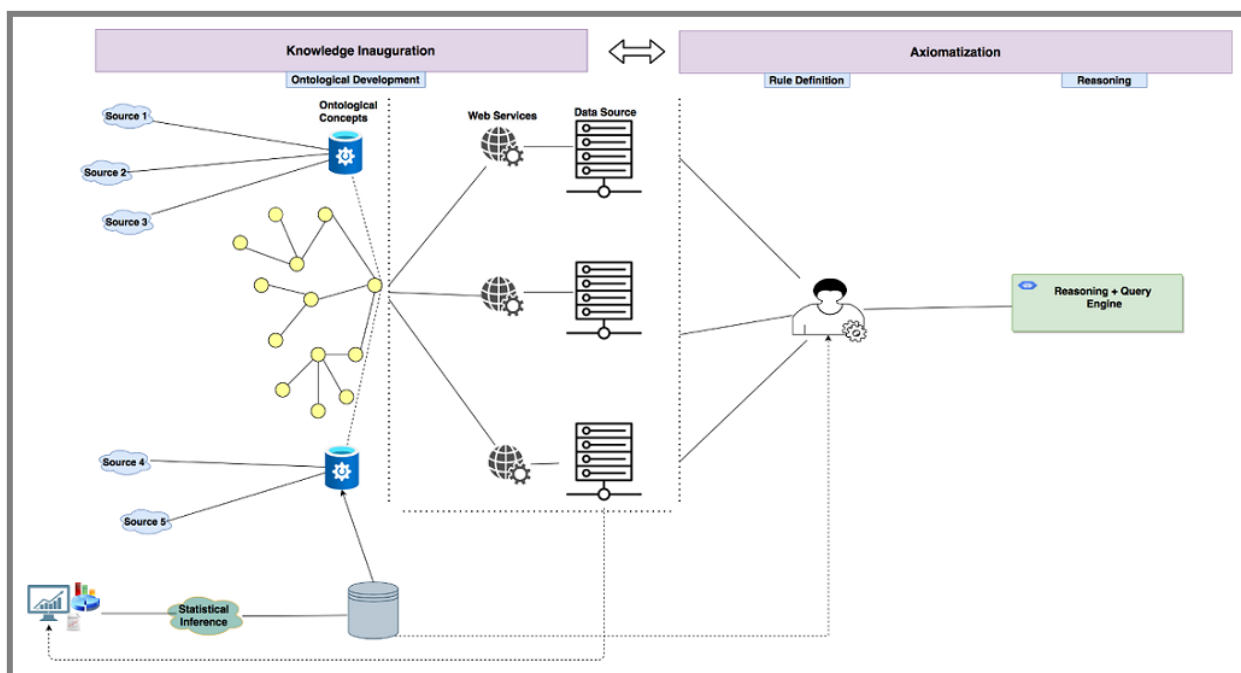 Knowledge Inauguration
Axiomatization
Ontological Development
Rule Definition
Reasoning
Ontological
Concepts
Web Services
Data Source
Source 1
Source 2
Source 3
Reasoning + Query
Engine
Source 4
Source 5
Statistical
Inference